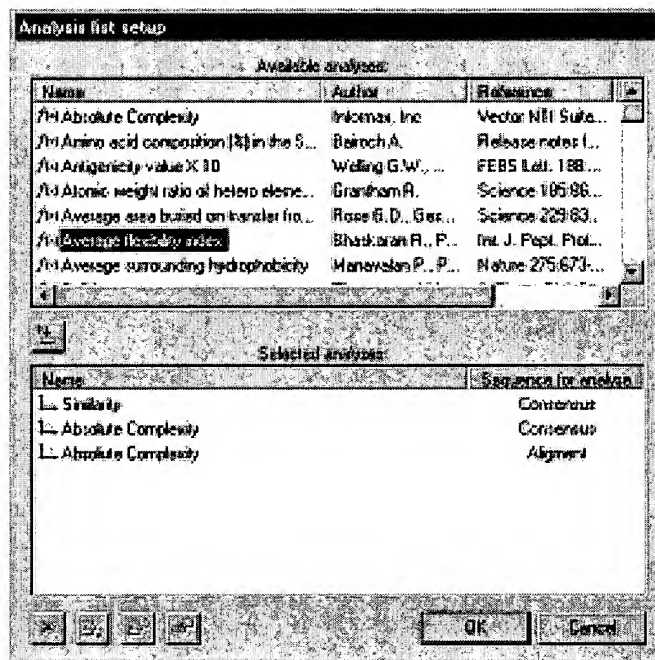 Analysis list setup
Available analyses:
Name Author Reference
Absolute Complexity Informax, Inc Vector NTI Suite...
Amino acid composition (%) in the S... Bairoch A. Release notes f...
Antigenicity value X 10 Welling G.W., ... FEBS Lett. 188:...
Atomic weight ratio of hetero eleme... Grantham R. Science 185:86...
Average area buried on transfer fro... Rose G.D., Ges... Science 229:83...
Average flexibility index Bhaskaran R., P... Int. J. Pept. Prot...
Average surrounding hydrophobicity Manavalan P., P... Nature 275:673-...
Selected analyses:
Name Sequence for analyse
Similarity Consensus
Absolute Complexity Consensus
Absolute Complexity Aligment
OK Cancel